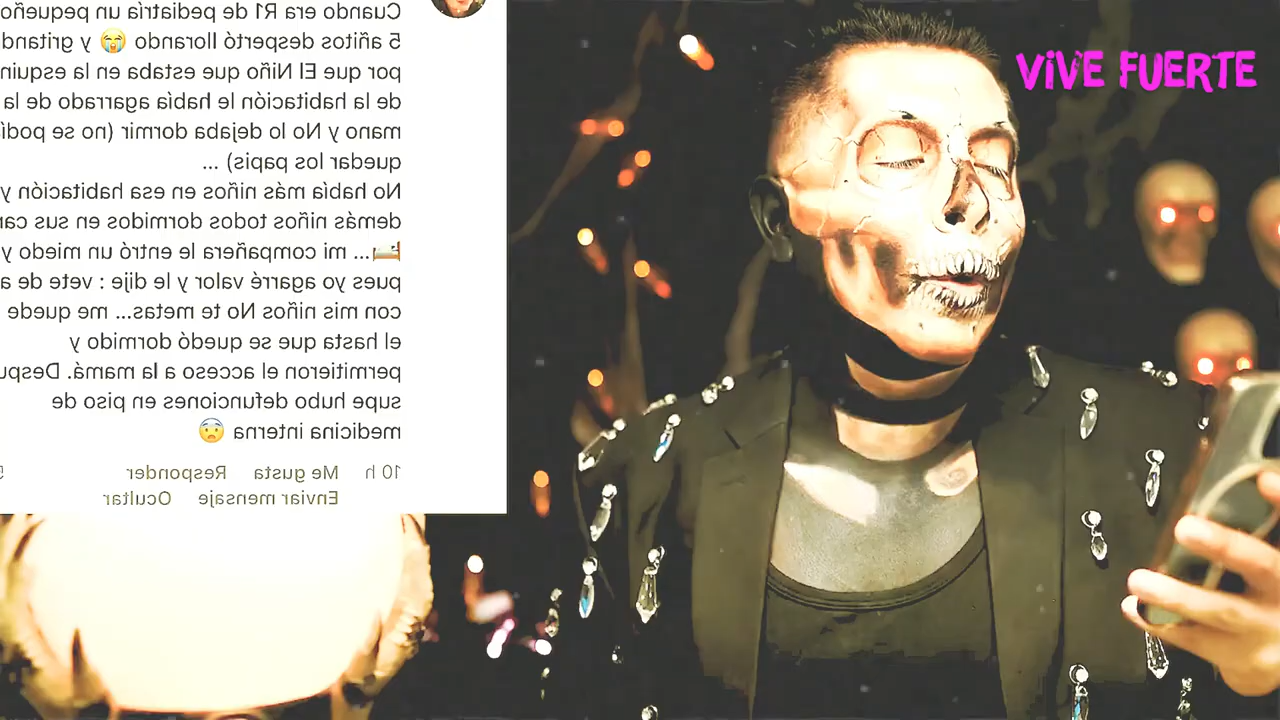 VIVE FUERTE
Cuando era R1 de pediatría un pequeño
5 añitos despertó llorando 😭 y gritand
por que El Niño que estaba en la esquin
de la habitación le había agarrado de la
mano y No lo dejaba dormir (no se podí
quedar los papis) ...
No había más niños en esa habitación y
demás niños todos dormidos en sus
🛏️... mi compañera le entró un miedo y
pues yo agarré valor y le dije : vete de a
con mis niños No te metas... me quede
el hasta que se quedó dormido y
permitieron el acceso a la mamá. Despu
supe hubo defunciones en piso de
medicina interna 😨
10 h Me gusta Responder
Enviar mensaje Ocultar